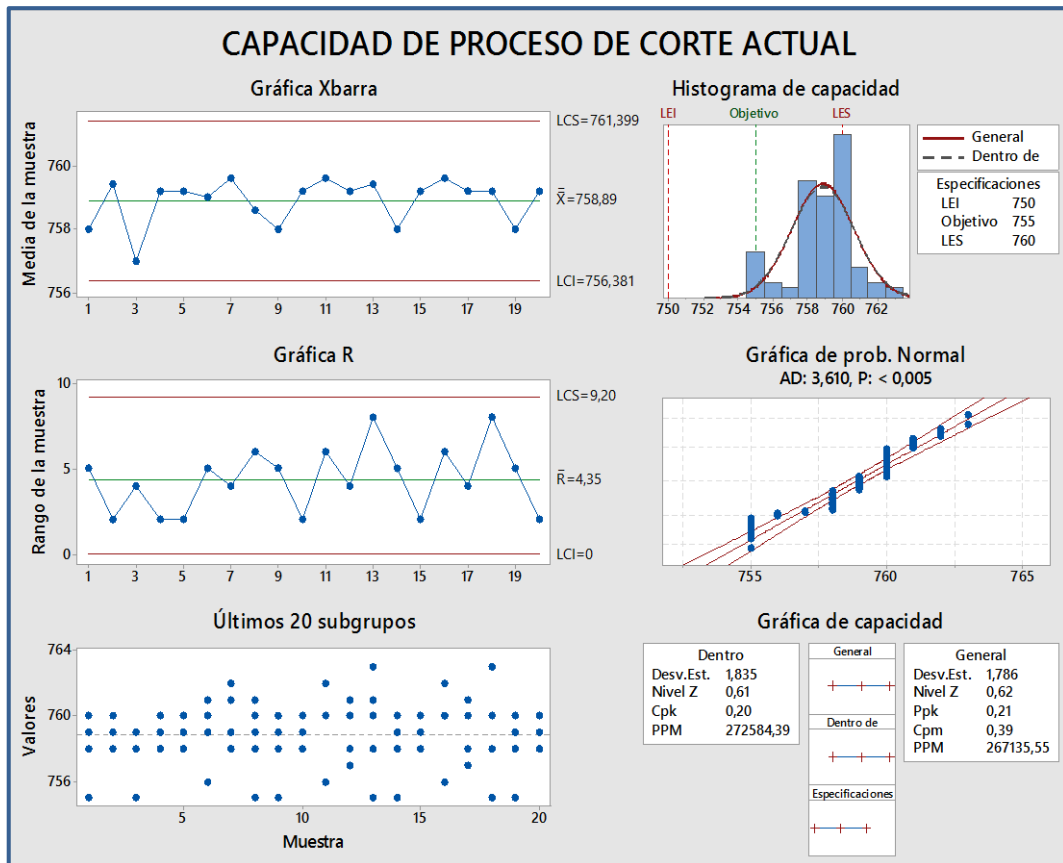 CAPACIDAD DE PROCESO DE CORTE ACTUAL
Gráfica Xbarra
Media de la muestra
760
758
756
1 3 5 7 9 11 13 15 17 19
LCS=761,399
X̿=758,89
LCI=756,381
Histograma de capacidad
LEI Objetivo LES
750 752 754 756 758 760 762
General
Dentro de
Especificaciones
LEI 750
Objetivo 755
LES 760
Gráfica R
Rango de la muestra
10
5
0
1 3 5 7 9 11 13 15 17 19
LCS=9,20
R̄=4,35
LCI=0
Gráfica de prob. Normal
AD: 3,610, P: < 0,005
755 760 765
Últimos 20 subgrupos
Valores
764
760
756
5 10 15 20
Muestra
Gráfica de capacidad
Dentro
Desv.Est. 1,835
Nivel Z 0,61
Cpk 0,20
PPM 272584,39
General
Dentro de
Especificaciones
General
Desv.Est. 1,786
Nivel Z 0,62
Ppk 0,21
Cpm 0,39
PPM 267135,55